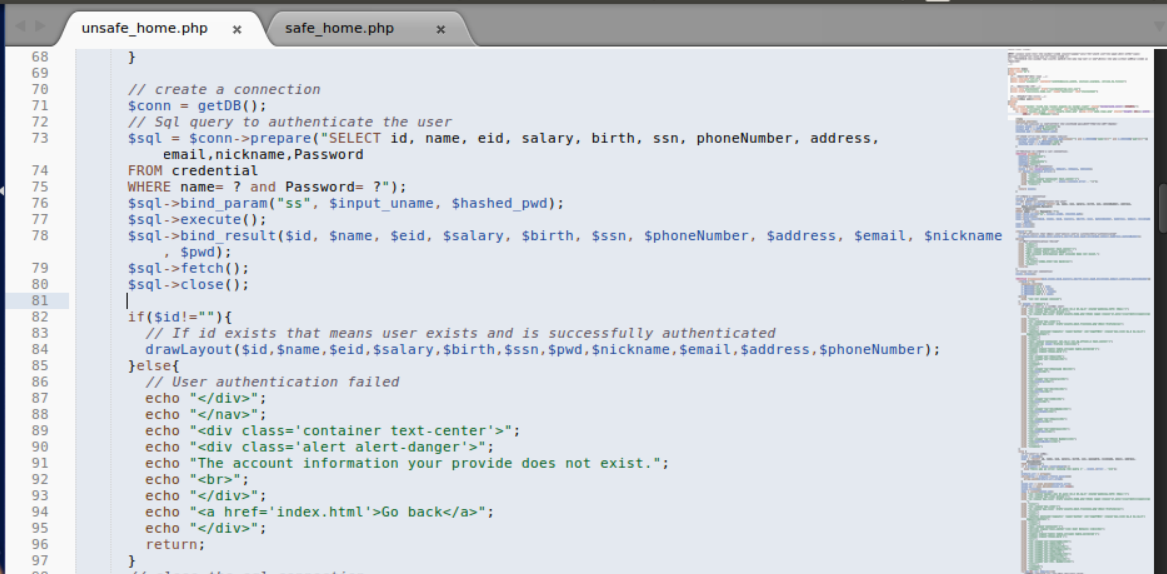 unsafe_home.php × safe_home.php ×
68 }
69
70 // create a connection
71 $conn = getDB();
72 // Sql query to authenticate the user
73 $sql = $conn->prepare("SELECT id, name, eid, salary, birth, ssn, phoneNumber, address,
email,nickname,Password
74 FROM credential
75 WHERE name= ? and Password= ?");
76 $sql->bind_param("ss", $input_uname, $hashed_pwd);
77 $sql->execute();
78 $sql->bind_result($id, $name, $eid, $salary, $birth, $ssn, $phoneNumber, $address, $email, $nickname
, $pwd);
79 $sql->fetch();
80 $sql->close();
81
82 if($id!=""){
83 // If id exists that means user exists and is successfully authenticated
84 drawLayout($id,$name,$eid,$salary,$birth,$ssn,$pwd,$nickname,$email,$address,$phoneNumber);
85 }else{
86 // User authentication failed
87 echo "</div>";
88 echo "</nav>";
89 echo "<div class='container text-center'>";
90 echo "<div class='alert alert-danger'>";
91 echo "The account information your provide does not exist.";
92 echo "<br>";
93 echo "</div>";
94 echo "<a href='index.html'>Go back</a>";
95 echo "</div>";
96 return;
97 }